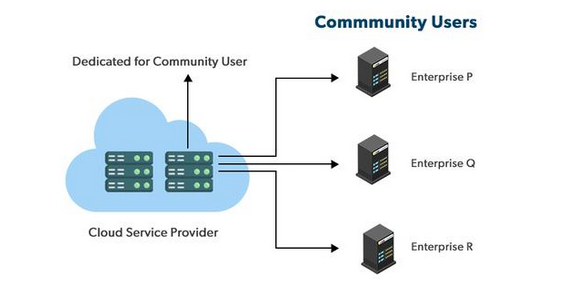 Commmunity Users
Dedicated for Community User
Enterprise P
Enterprise Q
Cloud Service Provider
Enterprise R